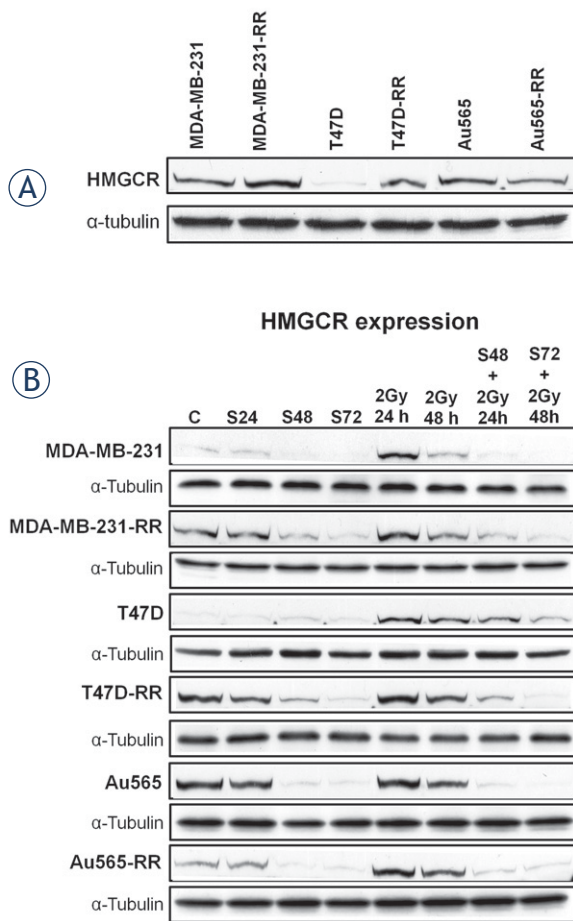 MDA-MB-231
MDA-MB-231-RR
T47D
T47D-RR
Au565
Au565-RR
A
HMGCR
α-tubulin
HMGCR expression
B
C
S24
S48
S72
2Gy
24 h
2Gy
48 h
S48
+
2Gy
24h
S72
+
2Gy
48h
MDA-MB-231
α-Tubulin
MDA-MB-231-RR
α-Tubulin
T47D
α-Tubulin
T47D-RR
α-Tubulin
Au565
α-Tubulin
Au565-RR
α-Tubulin